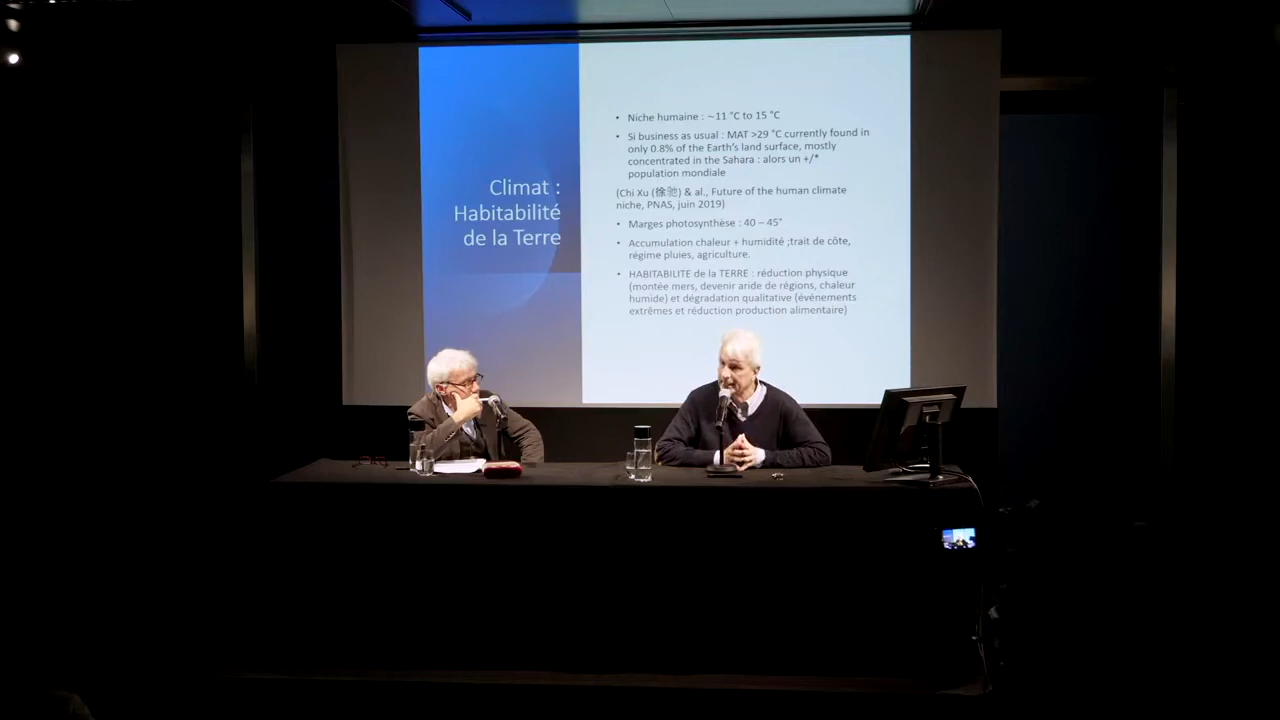 Climat :
Habitabilité
de la Terre
• Niche humaine : ~11 °C to 15 °C
• Si business as usual : MAT >29 °C currently found in
only 0.8% of the Earth's land surface, mostly
concentrated in the Sahara : alors un +/*
population mondiale
(Chi Xu (徐驰) & al., Future of the human climate
niche, PNAS, juin 2019)
• Marges photosynthèse : 40 – 45°
• Accumulation chaleur + humidité ;trait de côte,
régime pluies, agriculture.
• HABITABILITE de la TERRE : réduction physique
(montée mers, devenir aride de régions, chaleur
humide) et dégradation qualitative (événements
extrêmes et réduction production alimentaire)